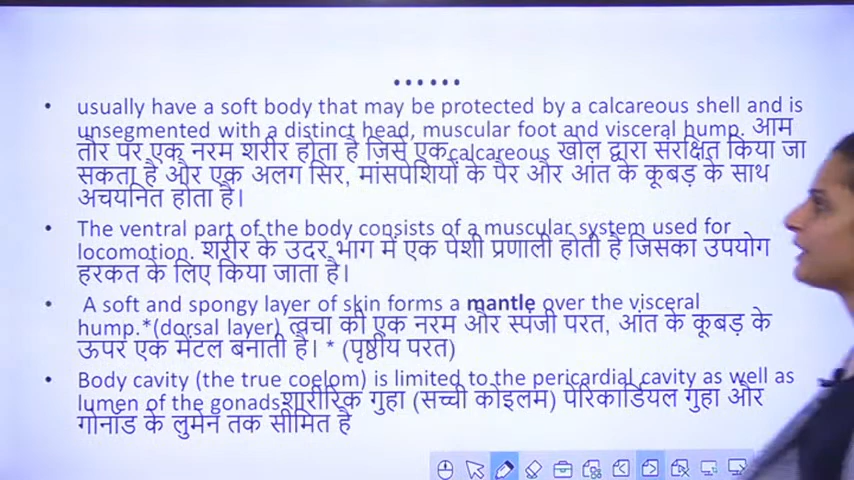 ......
• usually have a soft body that may be protected by a calcareous shell and is
unsegmented with a distinct head, muscular foot and visceral hump. आम
तौर पर एक नरम शरीर होता है जिसे एकcalcareous खोल द्वारा संरक्षित किया जा
सकता है और एक अलग सिर, मांसपेशियों के पैर और आंत के कूबड़ के साथ
अचयनित होता है।
• The ventral part of the body consists of a muscular system used for
locomotion. शरीर के उदर भाग में एक पेशी प्रणाली होती है जिसका उपयोग
हरकत के लिए किया जाता है।
• A soft and spongy layer of skin forms a mantle over the visceral
hump.*(dorsal layer) त्वचा की एक नरम और स्पंजी परत, आंत के कूबड़ के
ऊपर एक मेंटल बनाती है। * (पृष्ठीय परत)
• Body cavity (the true coelom) is limited to the pericardial cavity as well as
lumen of the gonadsशारीरिक गुहा (सच्ची कोइलम) पेरिकार्डियल गुहा और
गोनाॅड के लुमेन तक सीमित है